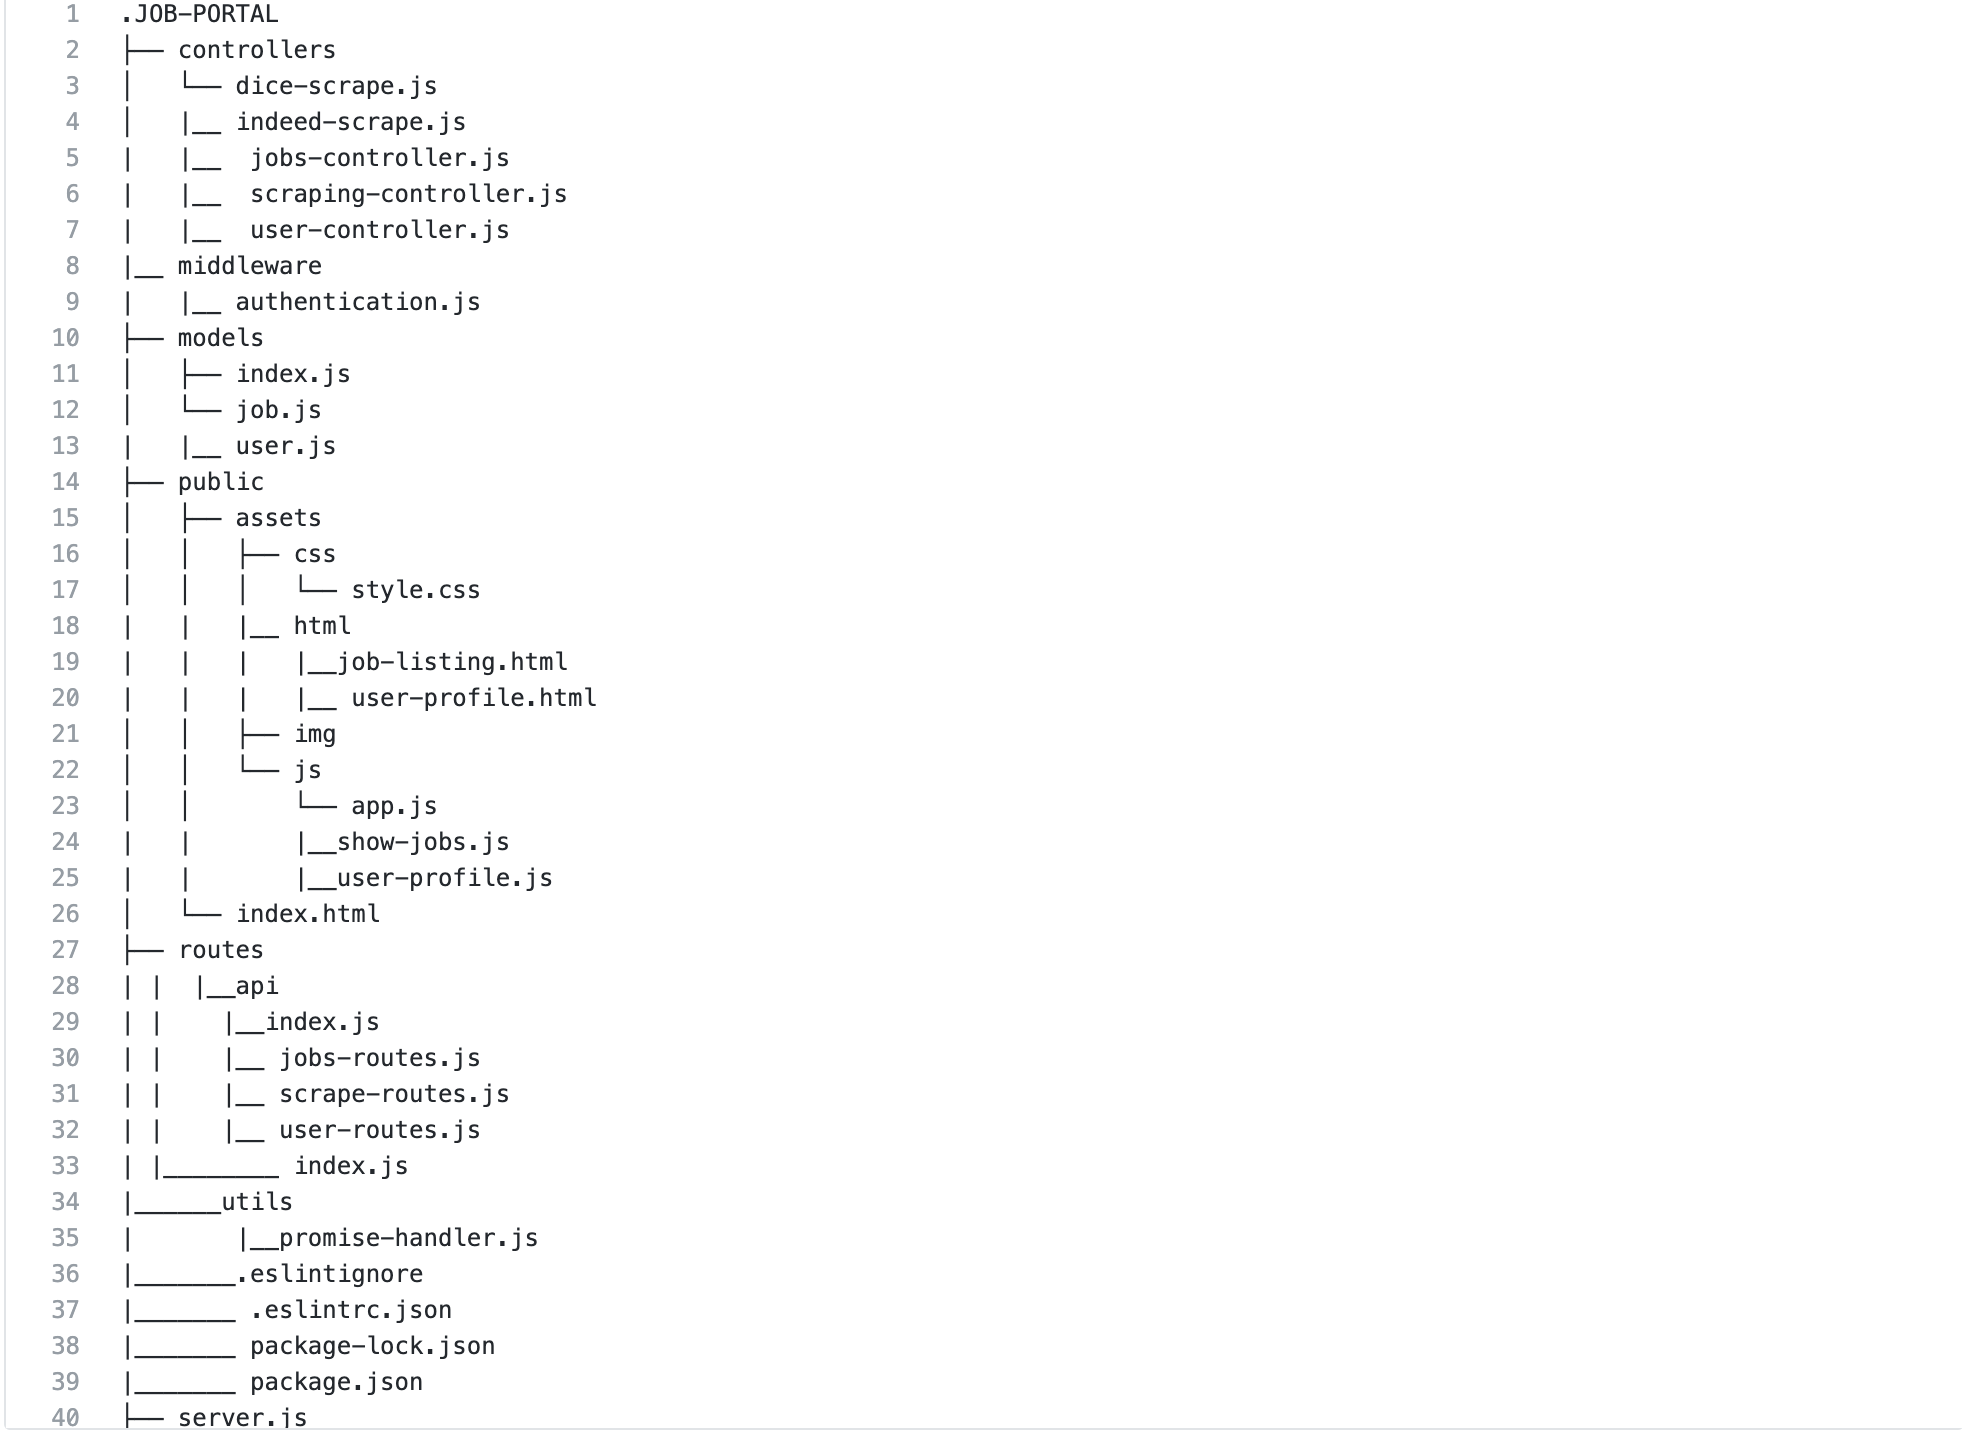 1 .JOB-PORTAL
2 ├── controllers
3 │   └── dice-scrape.js
4 │   |__ indeed-scrape.js
5 |   |__  jobs-controller.js
6 |   |__  scraping-controller.js
7 |   |__  user-controller.js
8 |__ middleware
9 |   |__ authentication.js
10 ├── models
11 │   ├── index.js
12 │   └── job.js
13 |   |__ user.js
14 ├── public
15 │   ├── assets
16 │   │   ├── css
17 │   │   │   └── style.css
18 |   |   |__ html
19 |   |   |   |__job-listing.html
20 |   |   |   |__ user-profile.html
21 │   │   ├── img
22 │   │   └── js
23 │   │       └── app.js
24 |   |       |__show-jobs.js
25 |   |       |__user-profile.js
26 │   └── index.html
27 ├── routes
28 | |  |__api
29 | |    |__index.js
30 | |    |__ jobs-routes.js
31 | |    |__ scrape-routes.js
32 | |    |__ user-routes.js
33 | |________ index.js
34 |______utils
35 |       |__promise-handler.js
36 |_______.eslintignore
37 |_______ .eslintrc.json
38 |_______ package-lock.json
39 |_______ package.json
40 ├── server.js